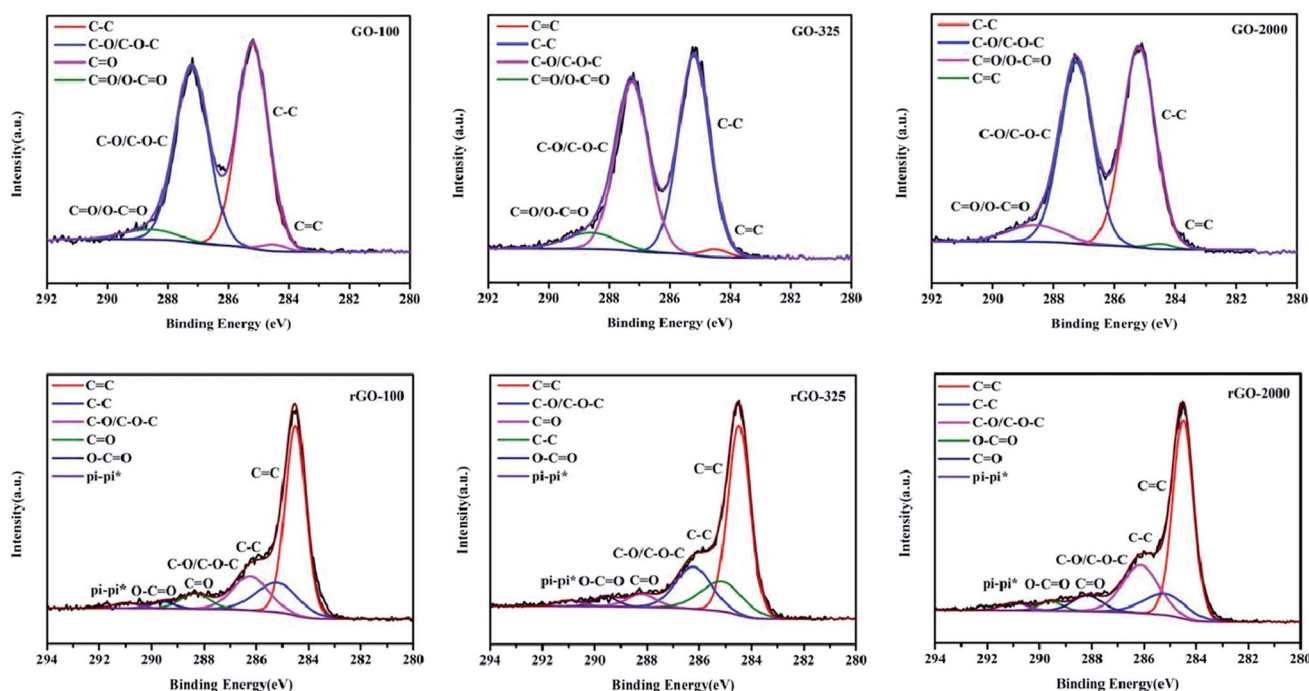 GO-100
C-C
C-O/C-O-C
C=O
C=O/O-C=O
C-C
C-O/C-O-C
C=O/O-C=O
C=C
Intensity(a.u.)
292 290 288 286 284 282 280
Binding Energy (eV)
GO-325
C=C
C-C
C-O/C-O-C
C=O/O-C=O
C-C
C-O/C-O-C
C=O/O-C=O
C=C
Intensity (a.u.)
292 290 288 286 284 282 280
Binding Energy (eV)
GO-2000
C-C
C-O/C-O-C
C=O/O-C=O
C=C
C-C
C-O/C-O-C
C=O/O-C=O
C=C
Intensity (a.u.)
292 290 288 286 284 282 280
Binding Energy (eV)
rGO-100
C=C
C-C
C-O/C-O-C
C=O
O-C=O
pi-pi*
C=C
C-C
C-O/C-O-C
pi-pi* O-C=O C=O
Intensity(a.u.)
294 292 290 288 286 284 282 280
Binding Energy(eV)
rGO-325
C=C
C-O/C-O-C
C=O
C-C
O-C=O
pi-pi*
C=C
C-C
C-O/C-O-C
pi-pi* O-C=O C=O
Intensity(a.u.)
294 292 290 288 286 284 282 280
Binding Energy(eV)
rGO-2000
C=C
C-C
C-O/C-O-C
O-C=O
C=O
pi-pi*
C=C
C-C
C-O/C-O-C
pi-pi* O-C=O C=O
Intensity(a.u.)
294 292 290 288 286 284 282 280
Binding Energy(eV)